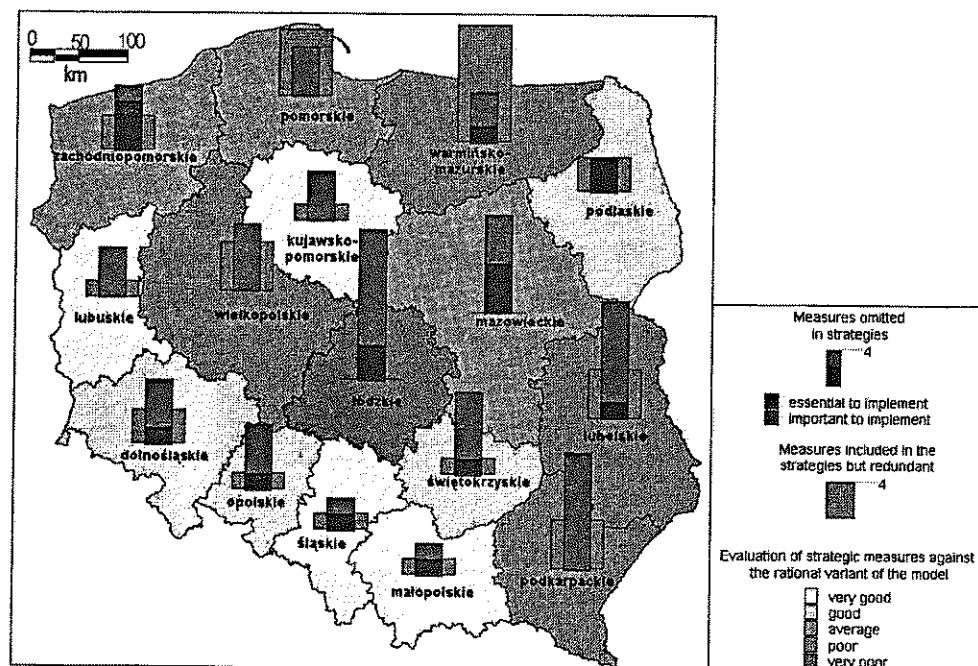 0 50 100
km
pomorskie
zachodniopomorskie
warmińsko-
mazurskie
podlaskie
kujawsko-
pomorskie
lubuskie
wielkopolskie
mazowieckie
łódzkie
lubelskie
dolnośląskie
opolskie
świętokrzyskie
śląskie
małopolskie
podkarpackie
Measures omitted
in strategies
4
essential to implement
important to implement
Measures included in the
strategies but redundant
4
Evaluation of strategic measures against
the rational variant of the model
very good
good
average
poor
very poor